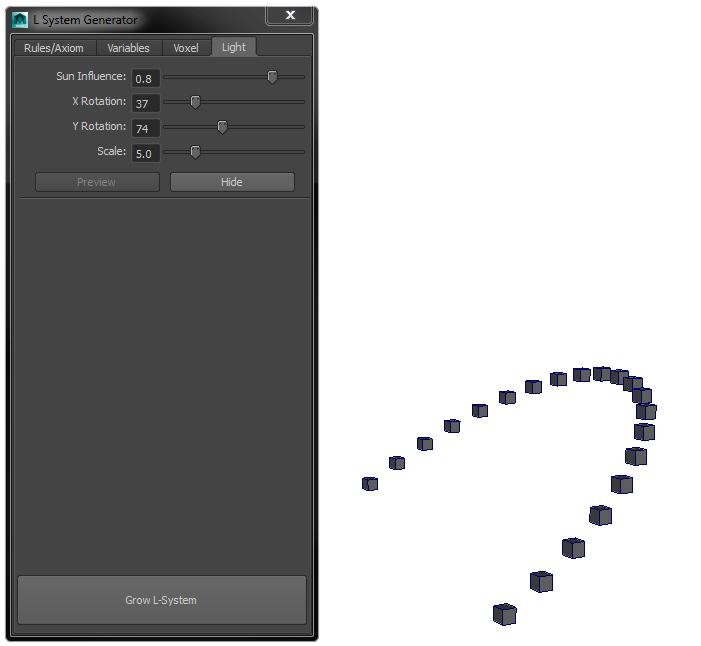 L System Generator
Rules/Axiom Variables Voxel Light
Sun Influence: 0.8
X Rotation: 37
Y Rotation: 74
Scale: 5.0
Preview Hide
Grow L-System